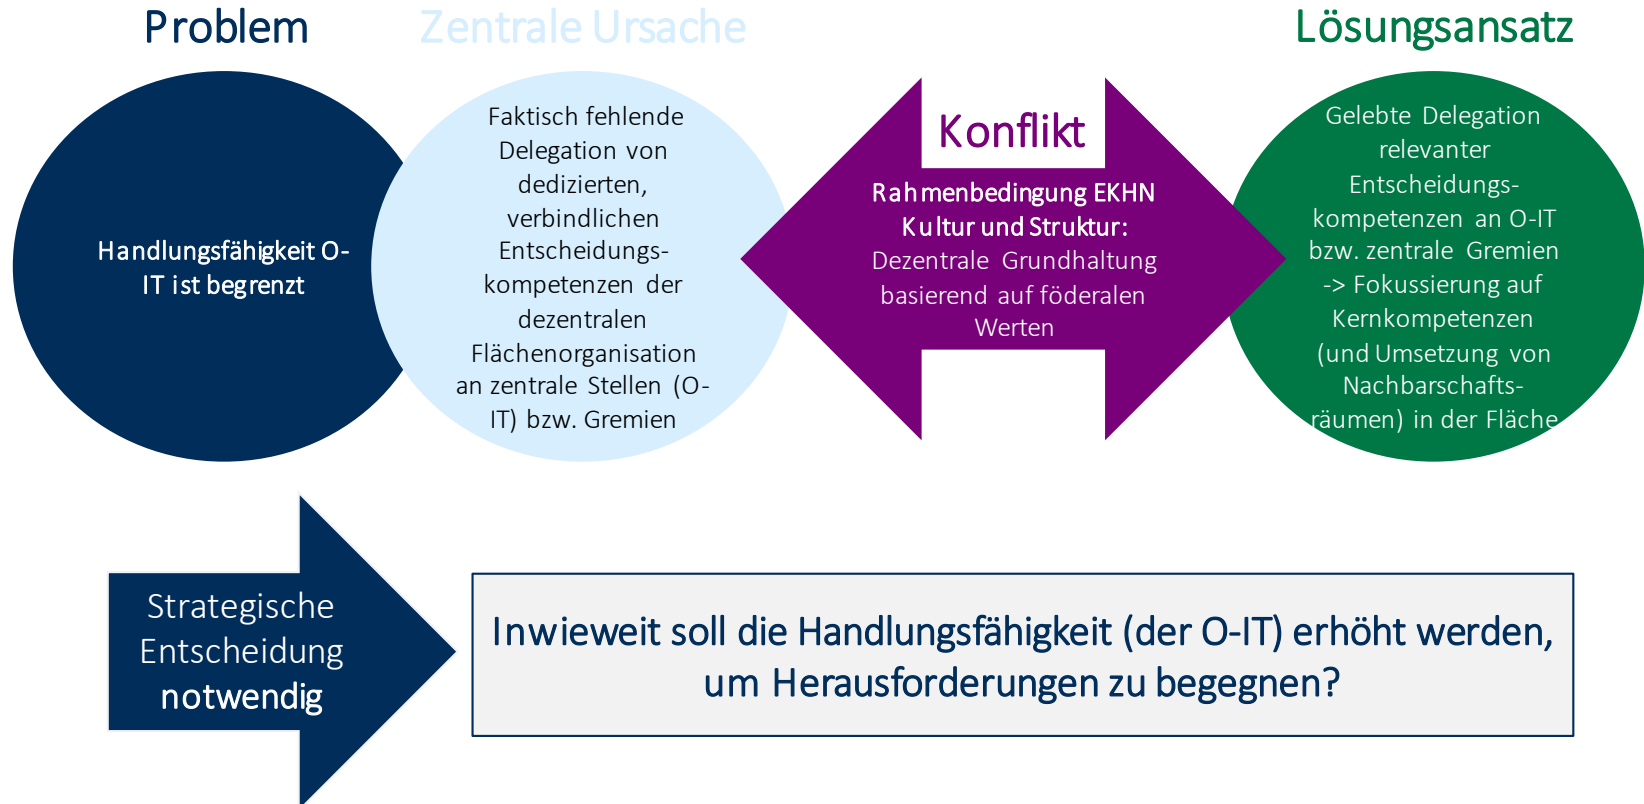 Problem
Zentrale Ursache
Lösungsansatz
Handlungsfähigkeit O-
IT ist begrenzt
Faktisch fehlende
Delegation von
dedizierten,
verbindlichen
Entscheidungs-
kompetenzen der
dezentralen
Flächenorganisation
an zentrale Stellen (O-
IT) bzw. Gremien
Konflikt
Rahmenbedingung EKHN
Kultur und Struktur:
Dezentrale Grundhaltung
basierend auf föderalen
Werten
Gelebte Delegation
relevanter
Entscheidungs-
kompetenzen an O-IT
bzw. zentrale Gremien
-> Fokussierung auf
Kernkompetenzen
(und Umsetzung von
Nachbarschafts-
räumen) in der Fläche
Strategische
Entscheidung
notwendig
Inwieweit soll die Handlungsfähigkeit (der O-IT) erhöht werden,
um Herausforderungen zu begegnen?